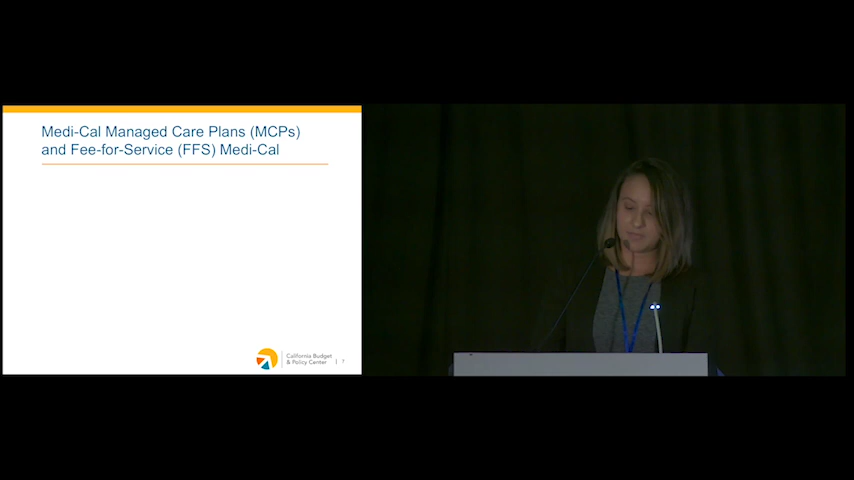 Medi-Cal Managed Care Plans (MCPs)
and Fee-for-Service (FFS) Medi-Cal
California Budget
& Policy Center